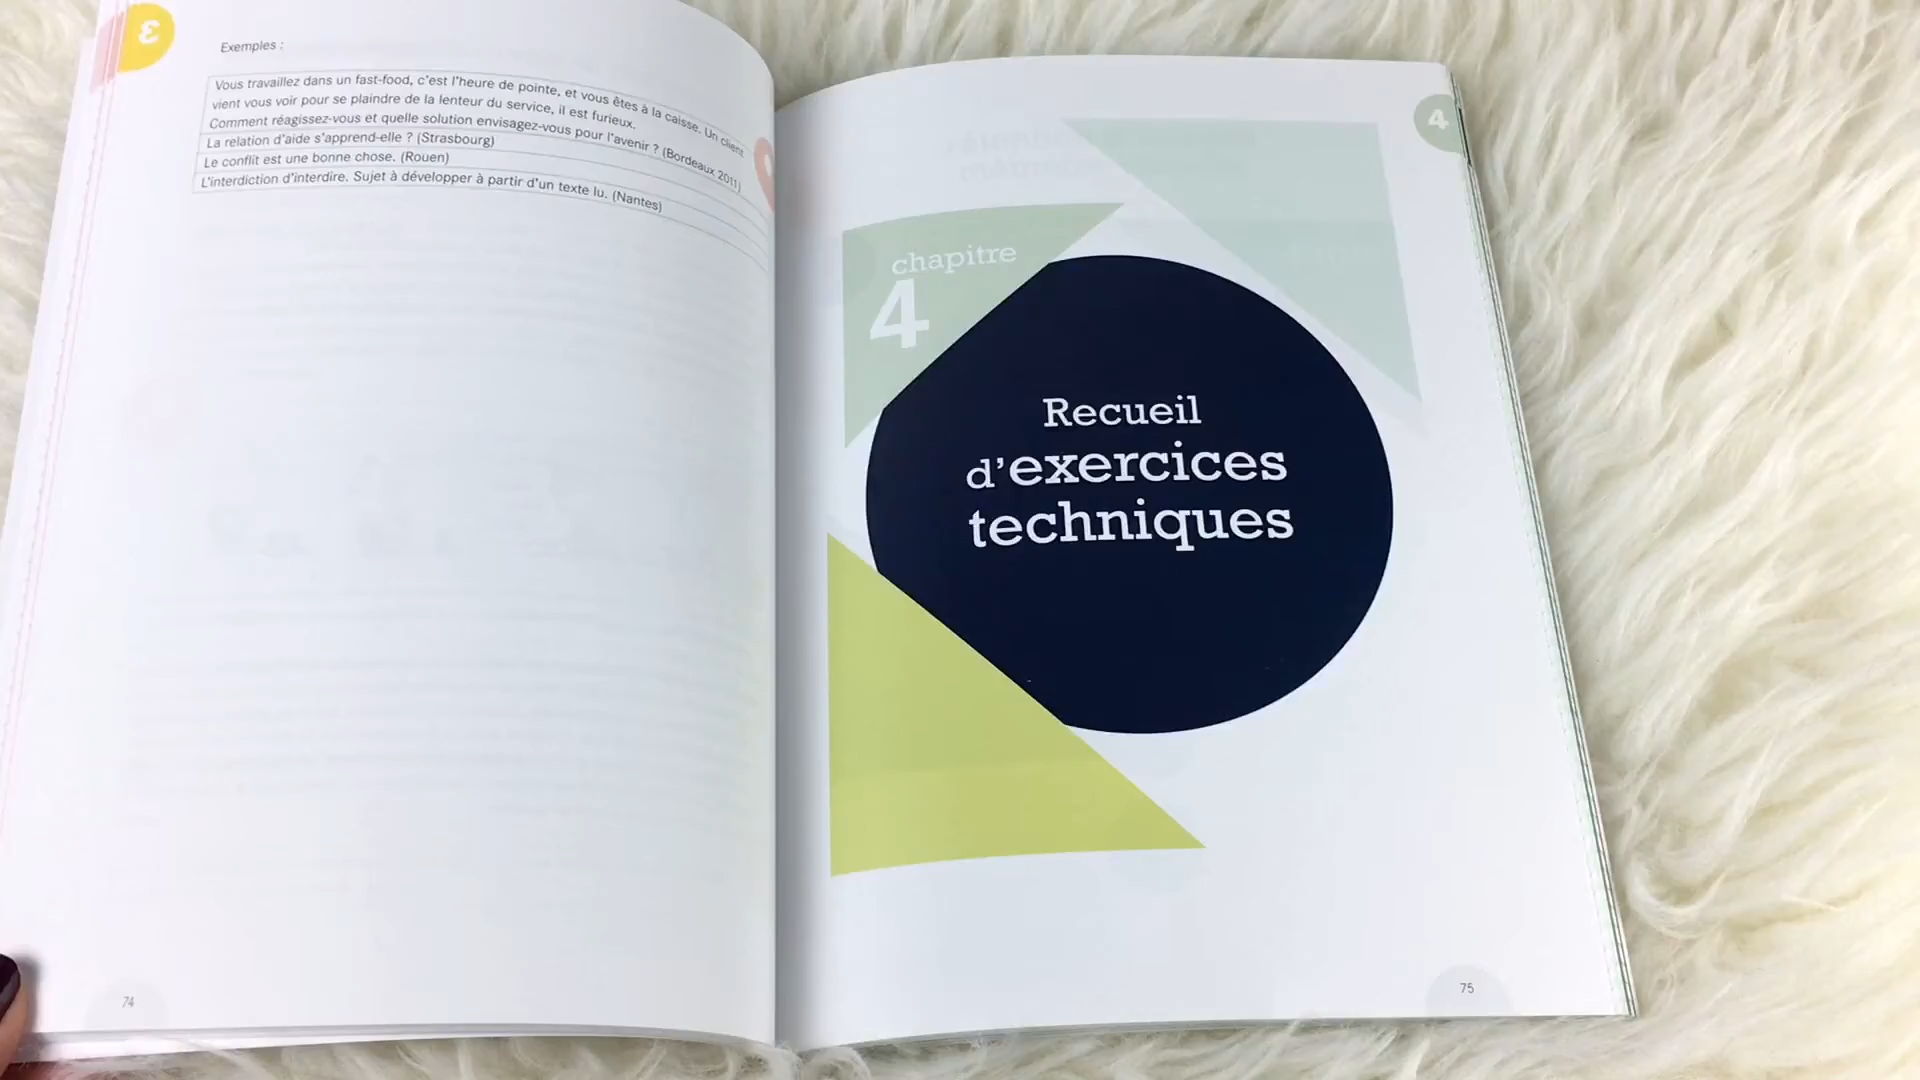 3
Exemples :
Vous travaillez dans un fast-food, c'est l'heure de pointe, et vous êtes à la caisse. Un client
vient vous voir pour se plaindre de la lenteur du service, il est furieux.
Comment réagissez-vous et quelle solution envisagez-vous pour l'avenir ? (Bordeaux 2011)
La relation d'aide s'apprend-elle ? (Strasbourg)
Le conflit est une bonne chose. (Rouen)
L'interdiction d'interdire. Sujet à développer à partir d'un texte lu. (Nantes)
74
4
chapitre
4
Recueil
d'exercices
techniques
75